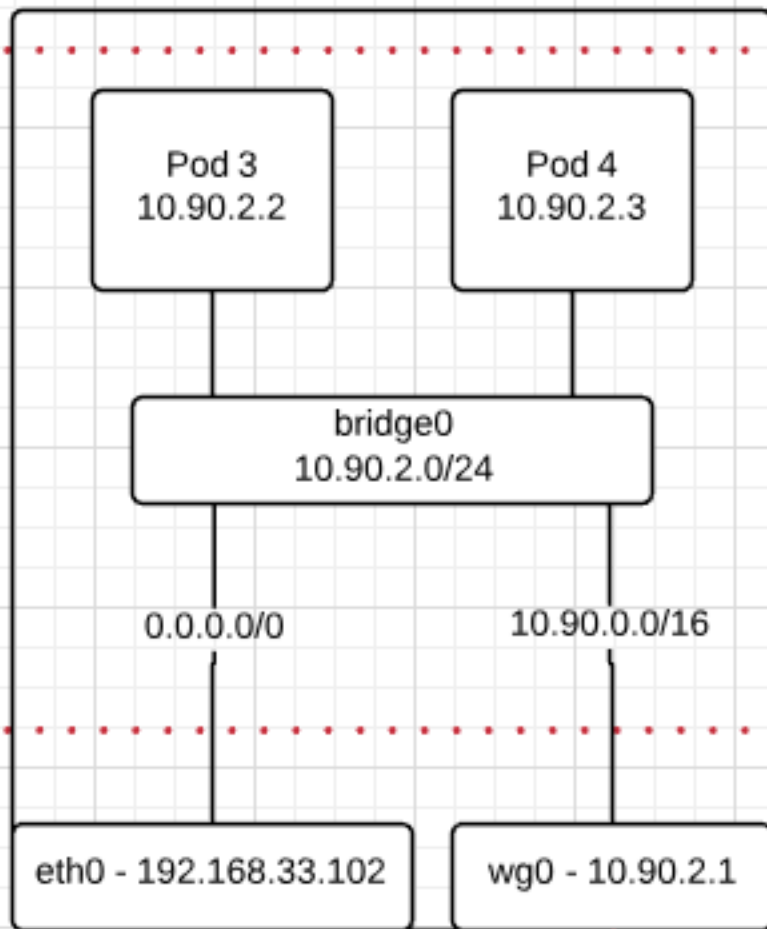 Pod 3
10.90.2.2
Pod 4
10.90.2.3
bridge0
10.90.2.0/24
0.0.0.0/0
10.90.0.0/16
eth0 - 192.168.33.102
wg0 - 10.90.2.1